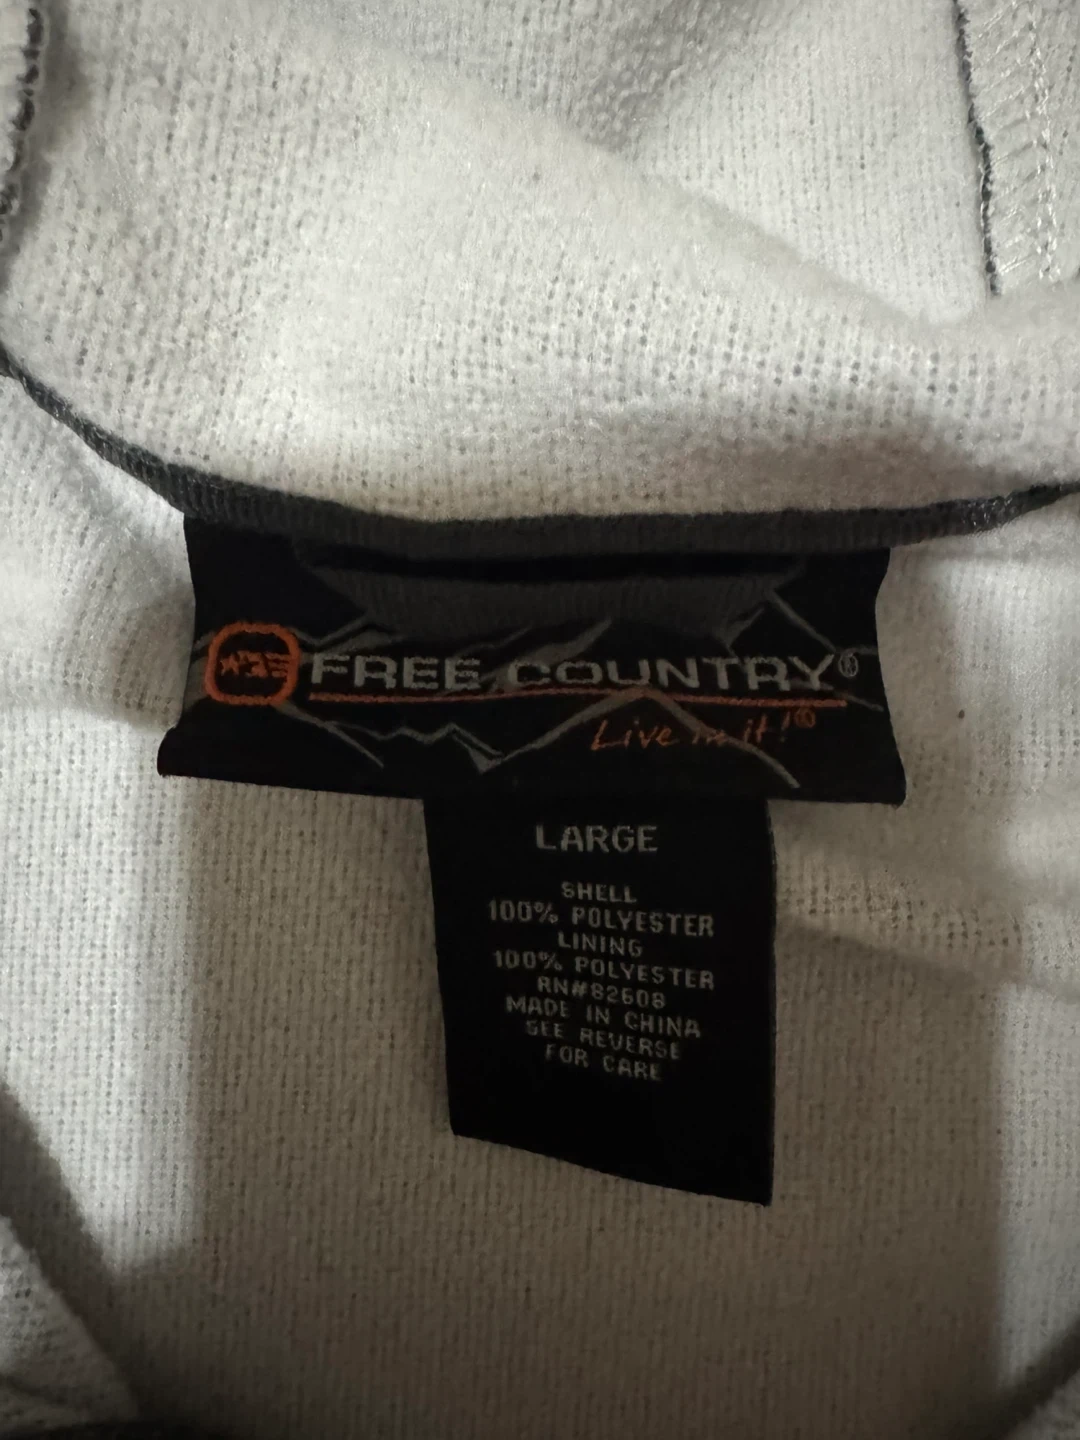 FREE COUNTRY®
Live in it!®
LARGE
SHELL
100% POLYESTER
LINING
100% POLYESTER
RN#82608
MADE IN CHINA
SEE REVERSE
FOR CARE